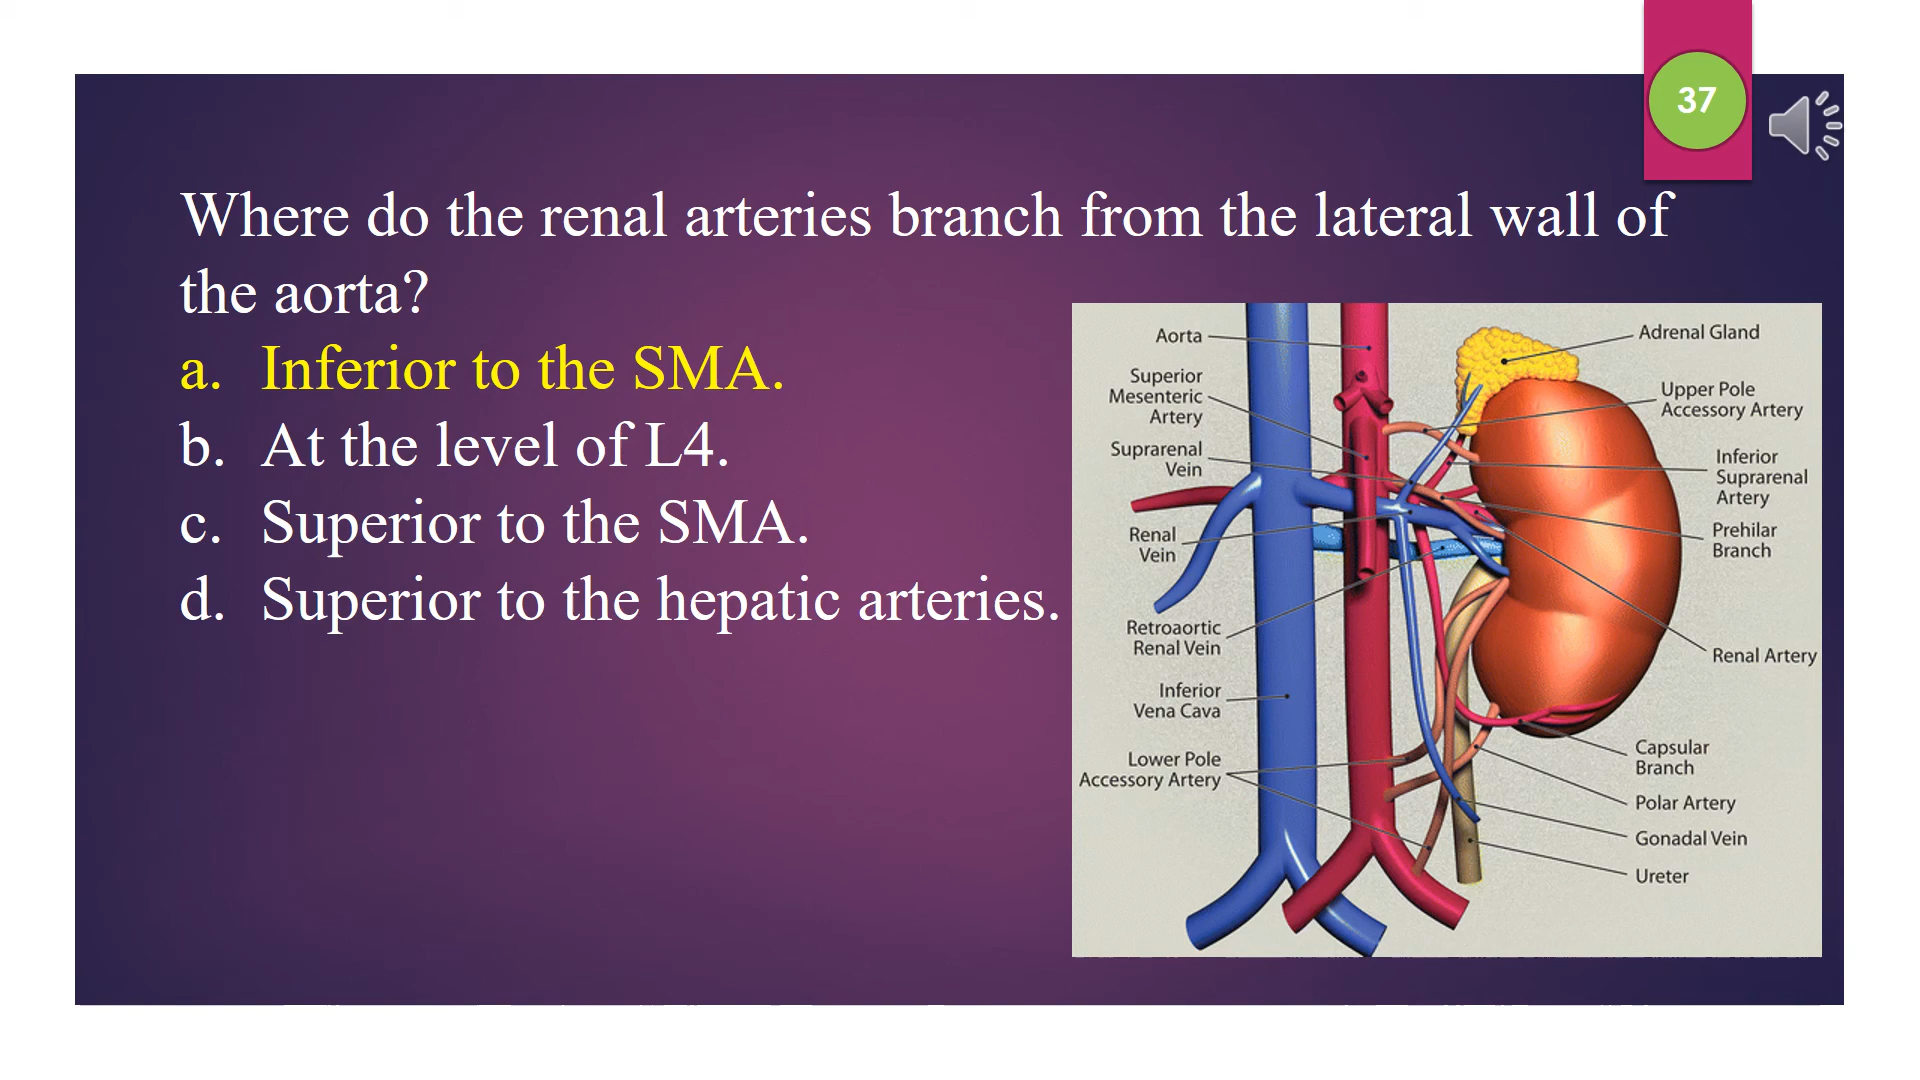 37
Where do the renal arteries branch from the lateral wall of
the aorta?
a. Inferior to the SMA.
b. At the level of L4.
c. Superior to the SMA.
d. Superior to the hepatic arteries.
Aorta
Superior
Mesenteric
Artery
Suprarenal
Vein
Renal
Vein
Retroaortic
Renal Vein
Inferior
Vena Cava
Lower Pole
Accessory Artery
Adrenal Gland
Upper Pole
Accessory Artery
Inferior
Suprarenal
Artery
Prehilar
Branch
Renal Artery
Capsular
Branch
Polar Artery
Gonadal Vein
Ureter